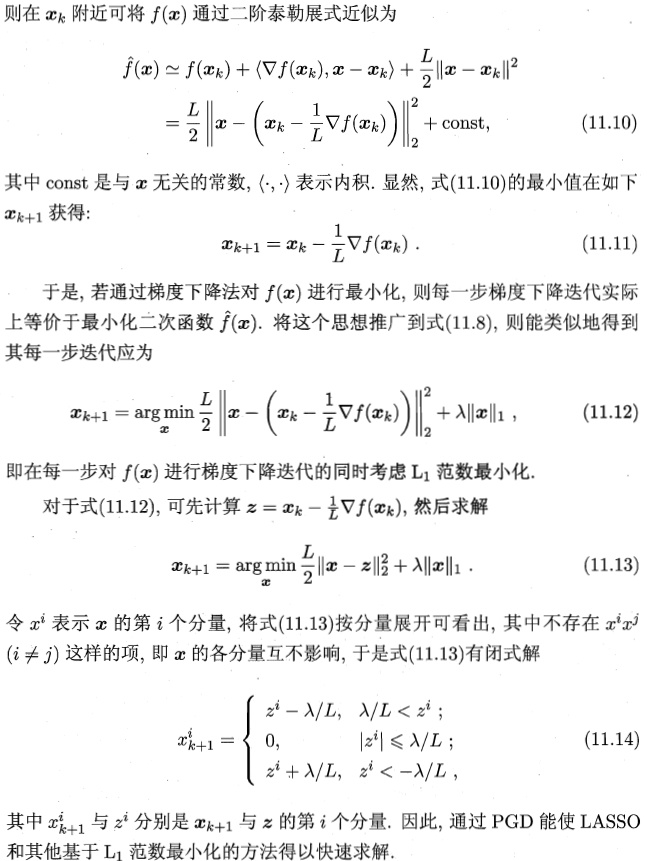 则在 $\boldsymbol{x}_k$ 附近可将 $f(\boldsymbol{x})$ 通过二阶泰勒展式近似为
$\hat{f}(\boldsymbol{x}) \simeq f(\boldsymbol{x}_k) + \langle \nabla f(\boldsymbol{x}_k), \boldsymbol{x} - \boldsymbol{x}_k \rangle + \frac{L}{2} \|\boldsymbol{x} - \boldsymbol{x}_k\|^2$
$= \frac{L}{2} \left\| \boldsymbol{x} - \left( \boldsymbol{x}_k - \frac{1}{L} \nabla f(\boldsymbol{x}_k) \right) \right\|_2^2 + \text{const},$ (11.10)
其中 const 是与 $\boldsymbol{x}$ 无关的常数, $\langle \cdot, \cdot \rangle$ 表示内积. 显然, 式(11.10)的最小值在如下
$\boldsymbol{x}_{k+1}$ 获得:
$\boldsymbol{x}_{k+1} = \boldsymbol{x}_k - \frac{1}{L} \nabla f(\boldsymbol{x}_k)\ .$ (11.11)
于是, 若通过梯度下降法对 $f(\boldsymbol{x})$ 进行最小化, 则每一步梯度下降迭代实际
上等价于最小化二次函数 $\hat{f}(\boldsymbol{x})$. 将这个思想推广到式(11.8), 则能类似地得到
其每一步迭代应为
$\boldsymbol{x}_{k+1} = \underset{\boldsymbol{x}}{\arg\min} \frac{L}{2} \left\| \boldsymbol{x} - \left( \boldsymbol{x}_k - \frac{1}{L} \nabla f(\boldsymbol{x}_k) \right) \right\|_2^2 + \lambda \|\boldsymbol{x}\|_1\ ,$ (11.12)
即在每一步对 $f(\boldsymbol{x})$ 进行梯度下降迭代的同时考虑 L₁ 范数最小化.
对于式(11.12), 可先计算 $\boldsymbol{z} = \boldsymbol{x}_k - \frac{1}{L} \nabla f(\boldsymbol{x}_k)$, 然后求解
$\boldsymbol{x}_{k+1} = \underset{\boldsymbol{x}}{\arg\min} \frac{L}{2} \|\boldsymbol{x} - \boldsymbol{z}\|_2^2 + \lambda \|\boldsymbol{x}\|_1\ .$ (11.13)
令 $x^i$ 表示 $\boldsymbol{x}$ 的第 $i$ 个分量, 将式(11.13)按分量展开可看出, 其中不存在 $x^i x^j$
$(i \neq j)$ 这样的项, 即 $\boldsymbol{x}$ 的各分量互不影响, 于是式(11.13)有闭式解
$x_{k+1}^i = \begin{cases} z^i - \lambda/L, & \lambda/L < z^i\ ; \\ 0, & |z^i| \leqslant \lambda/L\ ; \\ z^i + \lambda/L, & z^i < -\lambda/L\ , \end{cases}$ (11.14)
其中 $x_{k+1}^i$ 与 $z^i$ 分别是 $\boldsymbol{x}_{k+1}$ 与 $\boldsymbol{z}$ 的第 $i$ 个分量. 因此, 通过 PGD 能使 LASSO
和其他基于 L₁ 范数最小化的方法得以快速求解.